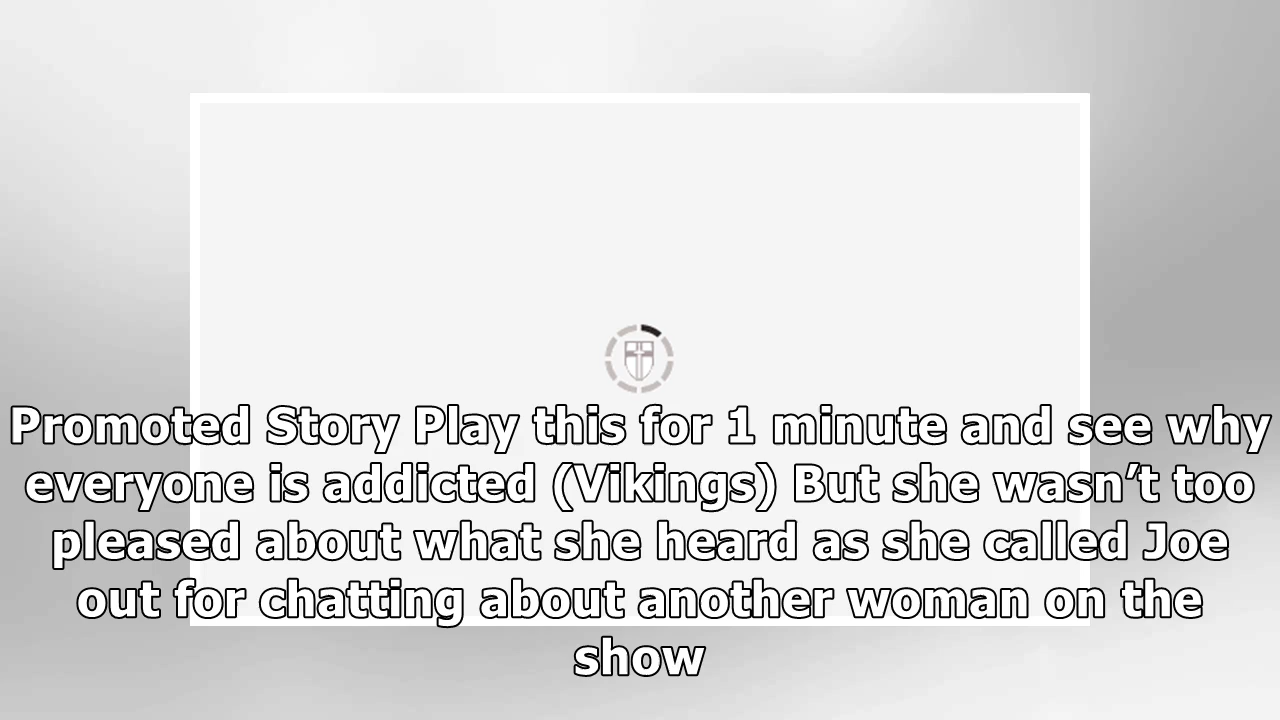 Promoted Story Play this for 1 minute and see why
everyone is addicted (Vikings) But she wasn’t too
pleased about what she heard as she called Joe
out for chatting about another woman on the
show